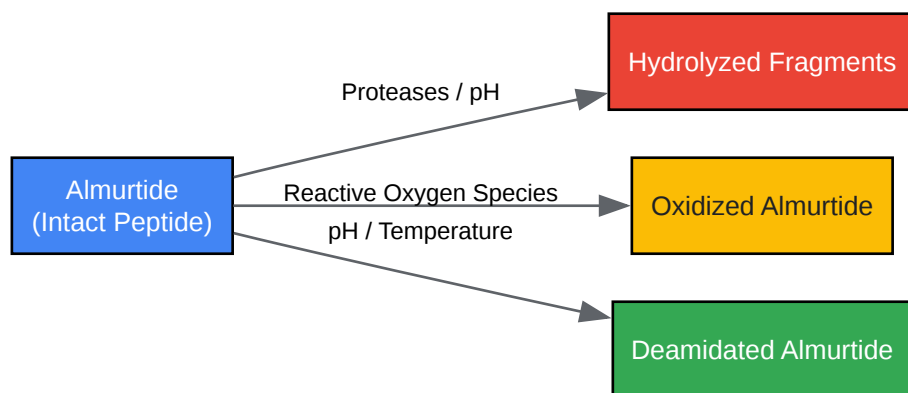 Hydrolyzed Fragments
Proteases / pH
Almurtide
(Intact Peptide)
Reactive Oxygen Species
Oxidized Almurtide
pH / Temperature
Deamidated Almurtide